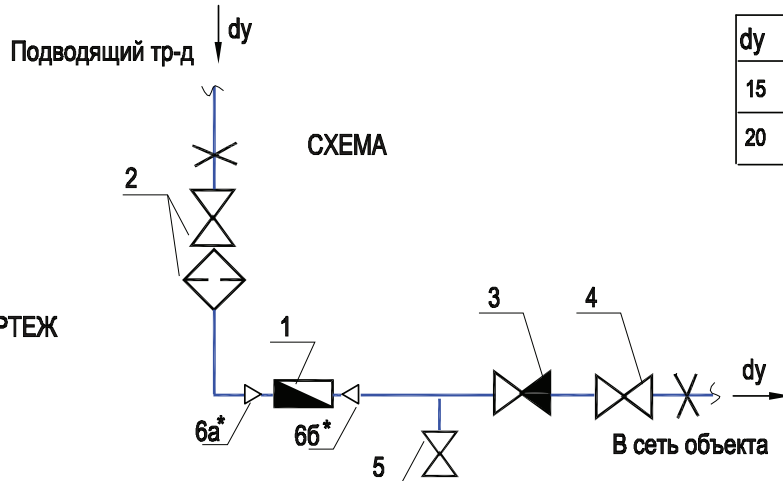 dy
Подводящий тр-д
dy
15
20
СХЕМА
2
РТЕЖ
1
3
4
6а*
6б*
5
dy
В сеть объекта